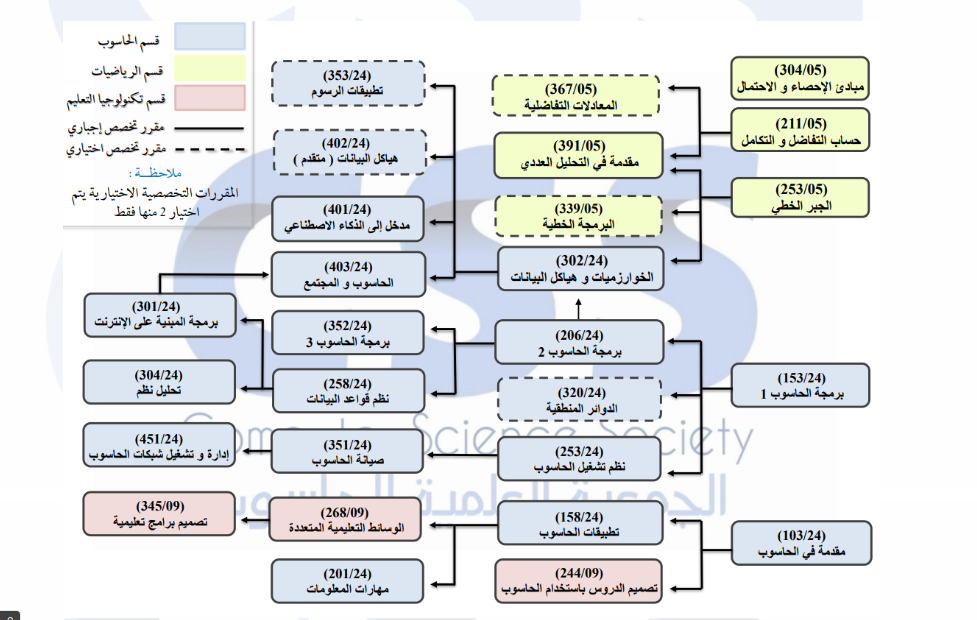 قسم الحاسوب
قسم الرياضيات
قسم تكنولوجيا التعليم
مقرر تخصص إجباري
مقرر تخصص اختياري
ملاحظة :
المقررات التخصصية الاختيارية يتم
اختيار 2 منها فقط
(304/05)
مبادئ الإحصاء و الاحتمال
(211/05)
حساب التفاضل و التكامل
(253/05)
الجبر الخطي
(153/24)
برمجة الحاسوب 1
(103/24)
مقدمة في الحاسوب
(367/05)
المعادلات التفاضلية
(391/05)
مقدمة في التحليل العددي
(339/05)
البرمجة الخطية
(302/24)
الخوارزميات و هياكل البيانات
(206/24)
برمجة الحاسوب 2
(320/24)
الدوائر المنطقية
(253/24)
نظم تشغيل الحاسوب
(158/24)
تطبيقات الحاسوب
(244/09)
تصميم الدروس باستخدام الحاسوب
(353/24)
تطبيقات الرسوم
(402/24)
هياكل البيانات ( متقدم )
(401/24)
مدخل إلى الذكاء الاصطناعي
(403/24)
الحاسوب و المجتمع
(352/24)
برمجة الحاسوب 3
(258/24)
نظم قواعد البيانات
(351/24)
صيانة الحاسوب
(268/09)
الوسائط التعليمية المتعددة
(201/24)
مهارات المعلومات
(301/24)
برمجة المبنية على الإنترنت
(304/24)
تحليل نظم
(451/24)
إدارة و تشغيل شبكات الحاسوب
(345/09)
تصميم برامج تعليمية
CSS
Computer Science Society
الجمعية العلمية للحاسوب